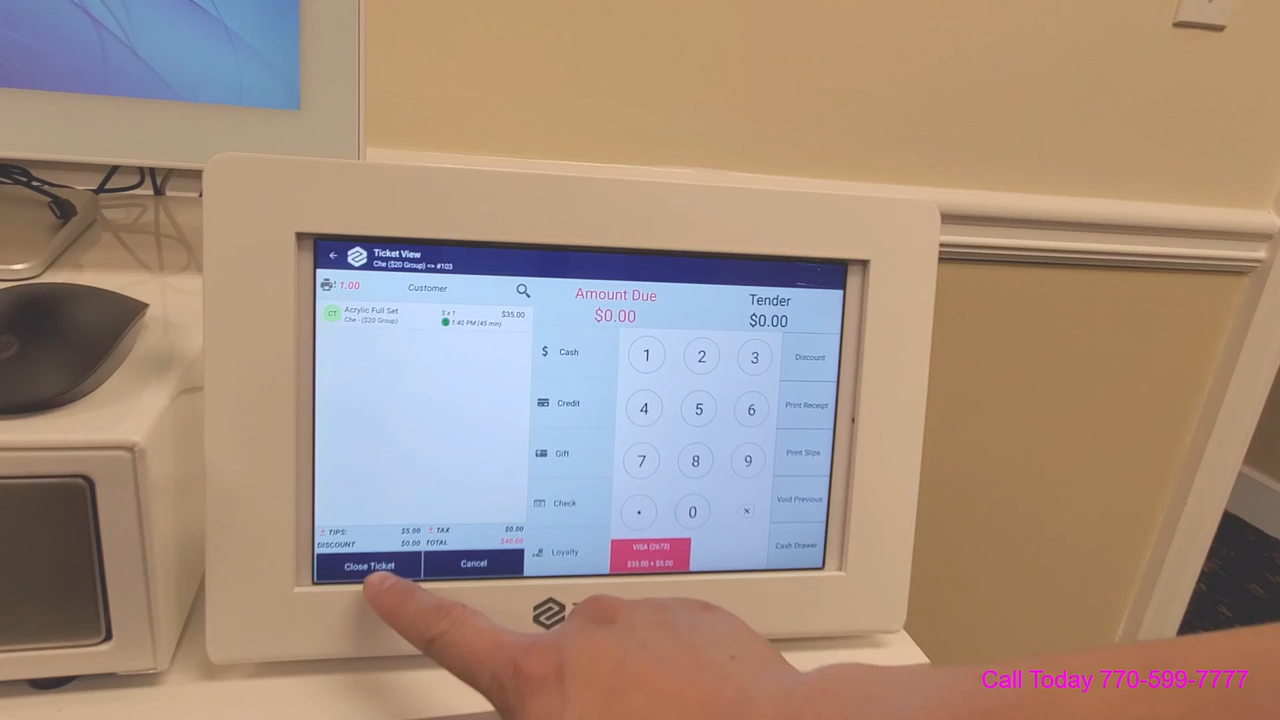 Ticket View
Che ($20 Group) => #103
1.00
Customer
Amount Due
$0.00
Tender
$0.00
CT
Acrylic Full Set
Che - ($20 Group)
S x 1
$35.00
1:40 PM (45 min)
$ Cash
Credit
Gift
Check
Loyalty
1 2 3
4 5 6
7 8 9
. 0 ×
Discount
Print Receipt
Print Slips
Void Previous
Cash Drawer
± TIPS: $5.00 ± TAX $0.00
DISCOUNT $0.00 TOTAL $40.00
Close Ticket
Cancel
VISA (2673)
$35.00 + $5.00
Call Today 770-599-7777